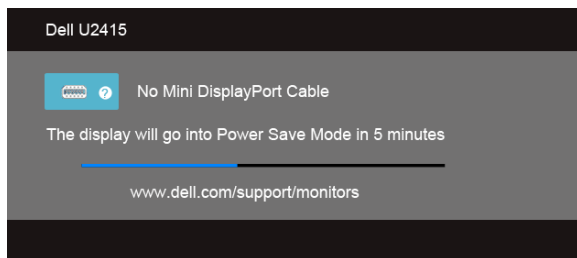 Dell U2415
? No Mini DisplayPort Cable
The display will go into Power Save Mode in 5 minutes
www.dell.com/support/monitors